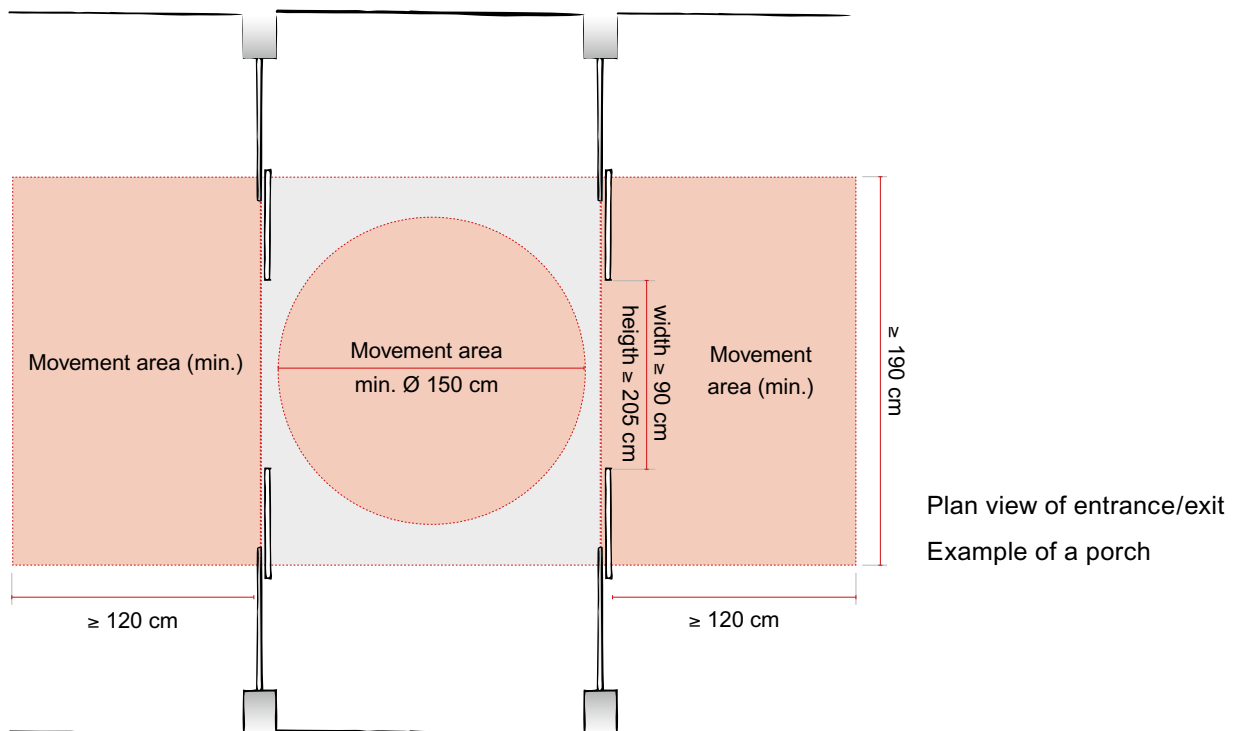 Movement area (min.)
Movement area
min. Ø 150 cm
width ≥ 90 cm
heigth ≥ 205 cm
Movement
area (min.)
≥ 190 cm
Plan view of entrance/exit
Example of a porch
≥ 120 cm
≥ 120 cm